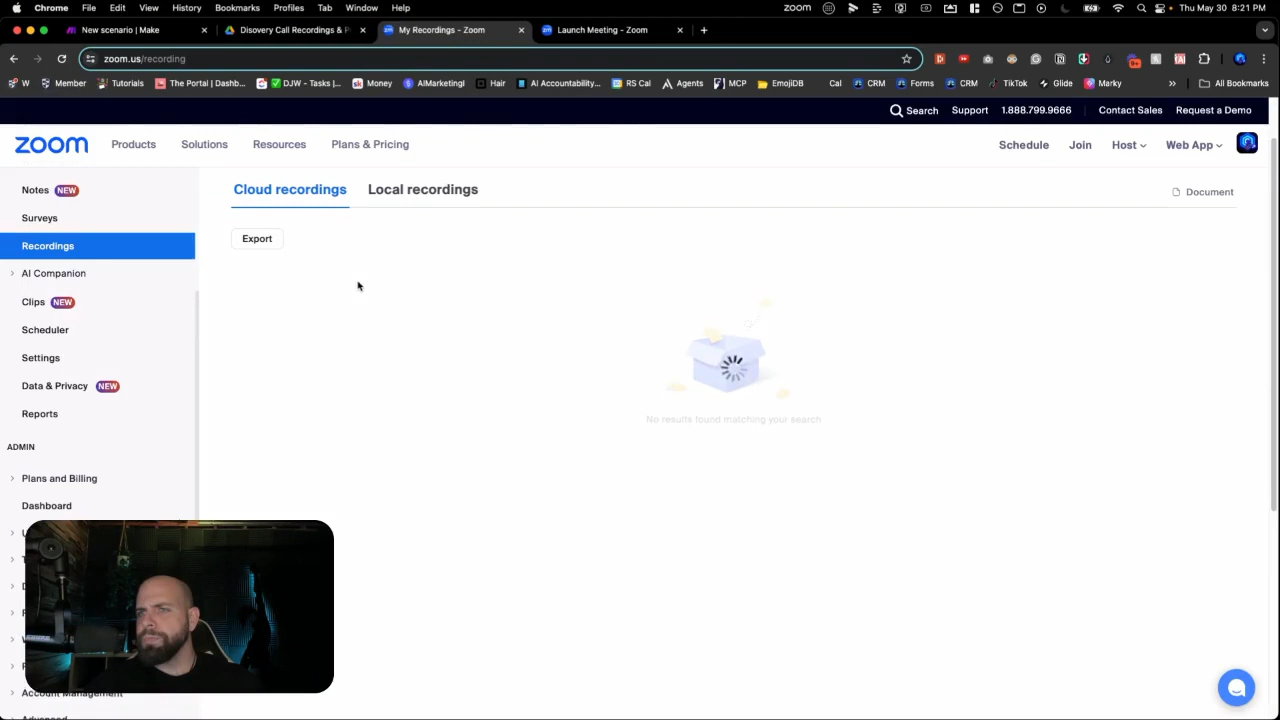 Chrome File Edit View History Bookmarks Profiles Tab Window Help zoom Thu May 30 8:21 PM
New scenario | Make Disovery Call Recordings & P My Recordings - Zoom Launch Meeting - Zoom
zoom.us/recording
W Member Tutorials The Portal | Dashb... DJW - Tasks |... Money AIMarketingl Hair AI Accountability... RS Cal Agents MCP EmojiDB Cal CRM Forms CRM TikTok Glide Marky All Bookmarks
Search Support 1.888.799.9666 Contact Sales Request a Demo
zoom Products Solutions Resources Plans & Pricing Schedule Join Host Web App
Notes NEW
Surveys
Recordings
AI Companion
Clips NEW
Scheduler
Settings
Data & Privacy NEW
Reports
ADMIN
Plans and Billing
Dashboard
Account Management
Advanced
Cloud recordings Local recordings Document
Export
No results found matching your search